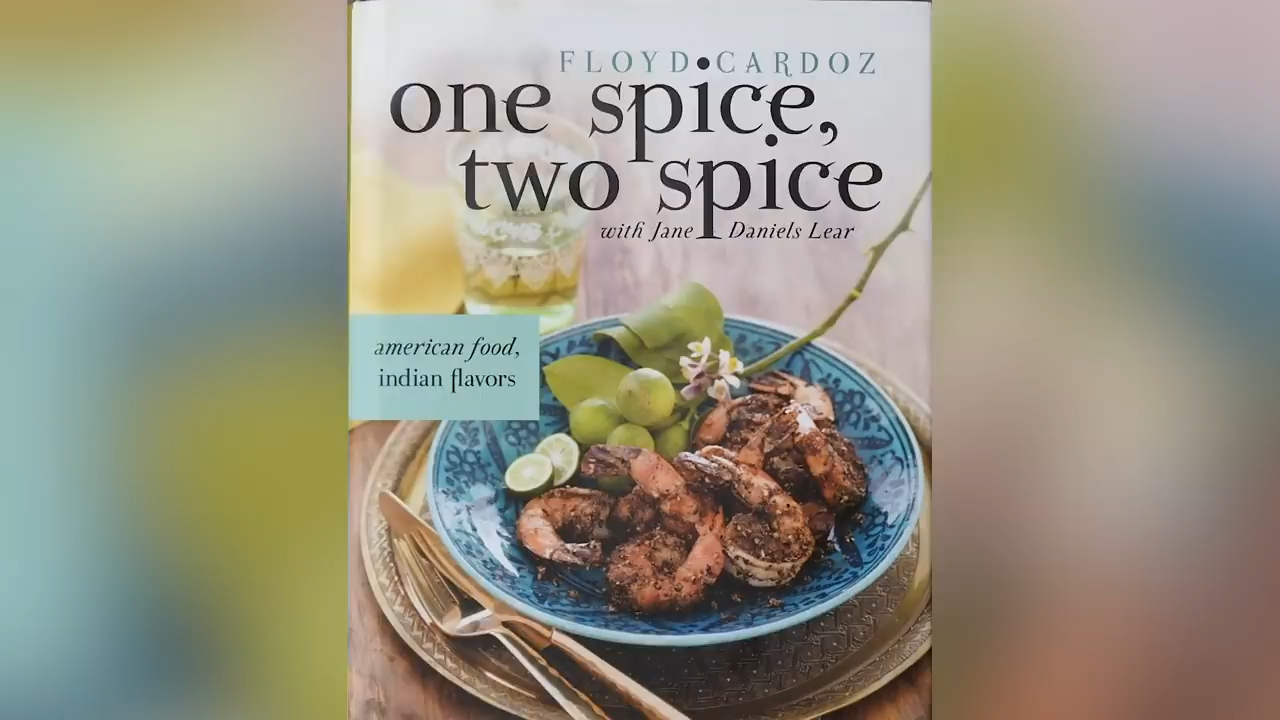 FLOYD CARDOZ
one spice,
two spice
with Jane Daniels Lear
american food,
indian flavors